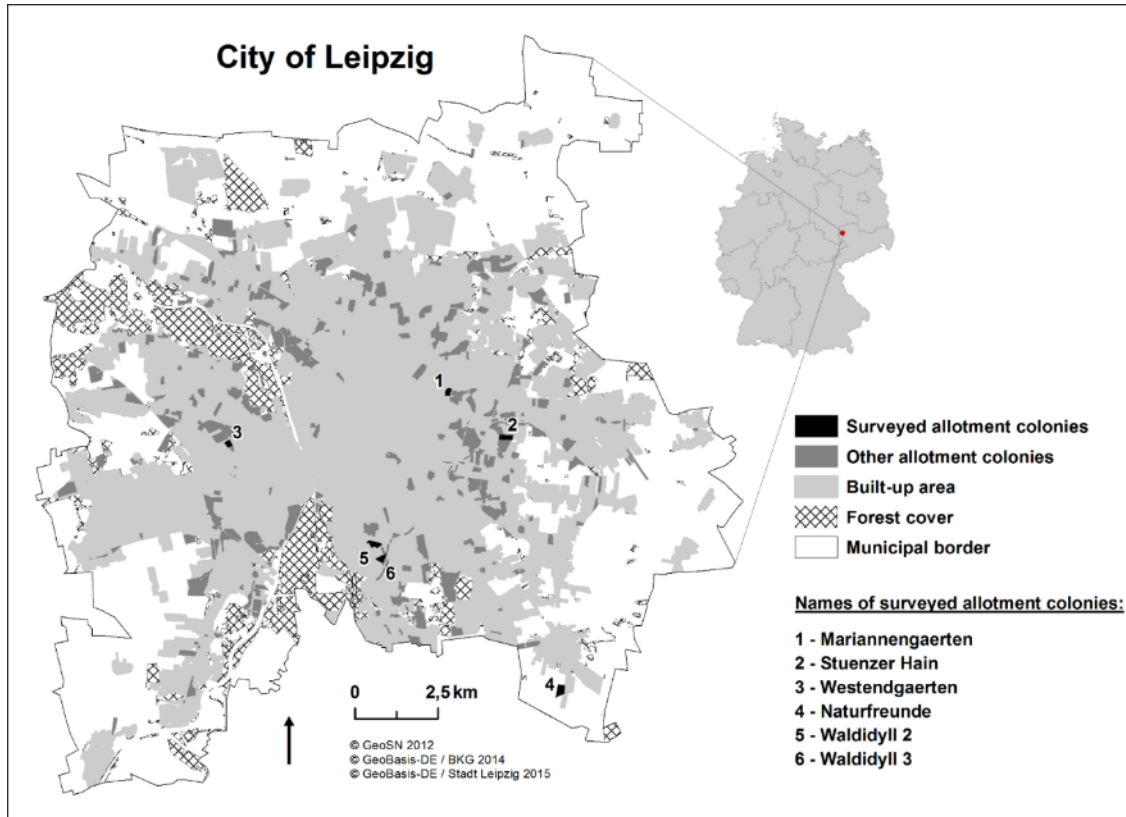 City of Leipzig
1
2
3
5
6
4
Surveyed allotment colonies
Other allotment colonies
Built-up area
Forest cover
Municipal border
Names of surveyed allotment colonies:
1 - Mariannengaerten
2 - Stuenzer Hain
3 - Westendgaerten
4 - Naturfreunde
5 - Waldidyll 2
6 - Waldidyll 3
0 2,5 km
© GeoSN 2012
© GeoBasis-DE / BKG 2014
© GeoBasis-DE / Stadt Leipzig 2015